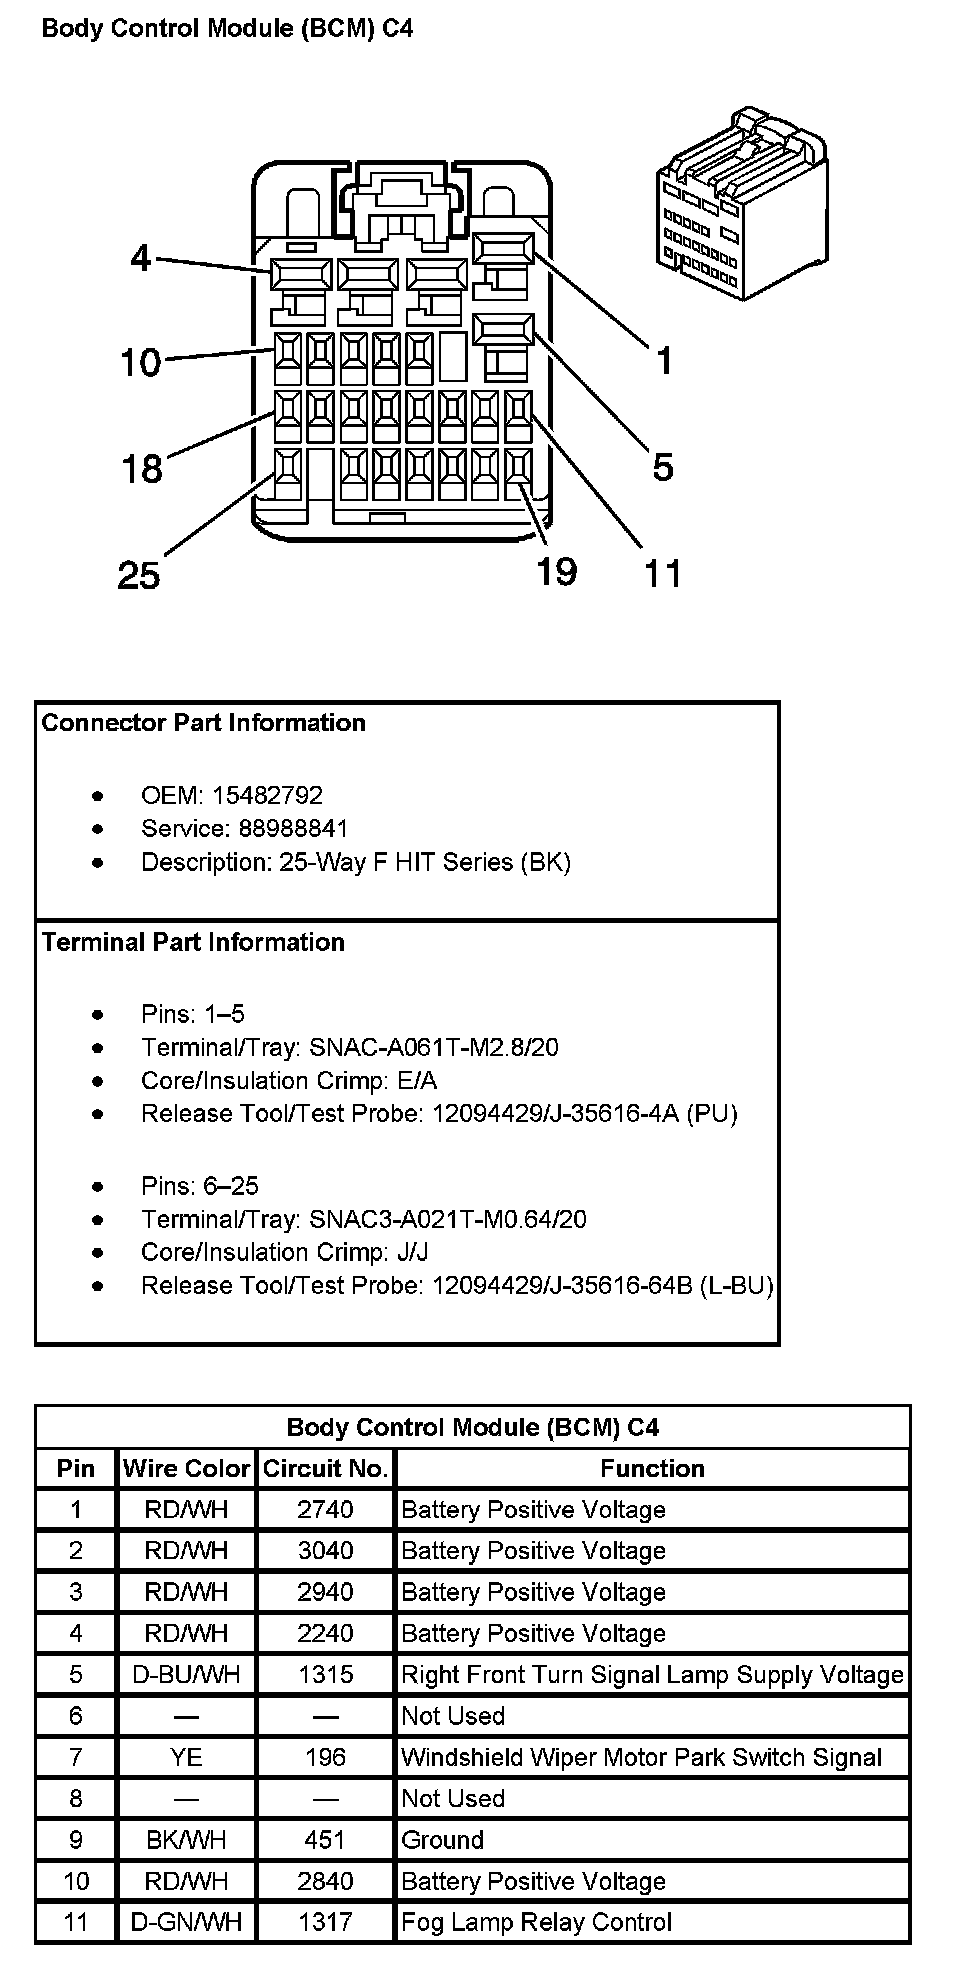 Body Control Module (BCM) C4
4
10
18
25
1
5
19
11
Connector Part Information
● OEM: 15482792
● Service: 88988841
● Description: 25-Way F HIT Series (BK)
Terminal Part Information
● Pins: 1–5
● Terminal/Tray: SNAC-A061T-M2.8/20
● Core/Insulation Crimp: E/A
● Release Tool/Test Probe: 12094429/J-35616-4A (PU)
● Pins: 6–25
● Terminal/Tray: SNAC3-A021T-M0.64/20
● Core/Insulation Crimp: J/J
● Release Tool/Test Probe: 12094429/J-35616-64B (L-BU)
Body Control Module (BCM) C4
Pin Wire Color Circuit No. Function
1 RD/WH 2740 Battery Positive Voltage
2 RD/WH 3040 Battery Positive Voltage
3 RD/WH 2940 Battery Positive Voltage
4 RD/WH 2240 Battery Positive Voltage
5 D-BU/WH 1315 Right Front Turn Signal Lamp Supply Voltage
6 — — Not Used
7 YE 196 Windshield Wiper Motor Park Switch Signal
8 — — Not Used
9 BK/WH 451 Ground
10 RD/WH 2840 Battery Positive Voltage
11 D-GN/WH 1317 Fog Lamp Relay Control